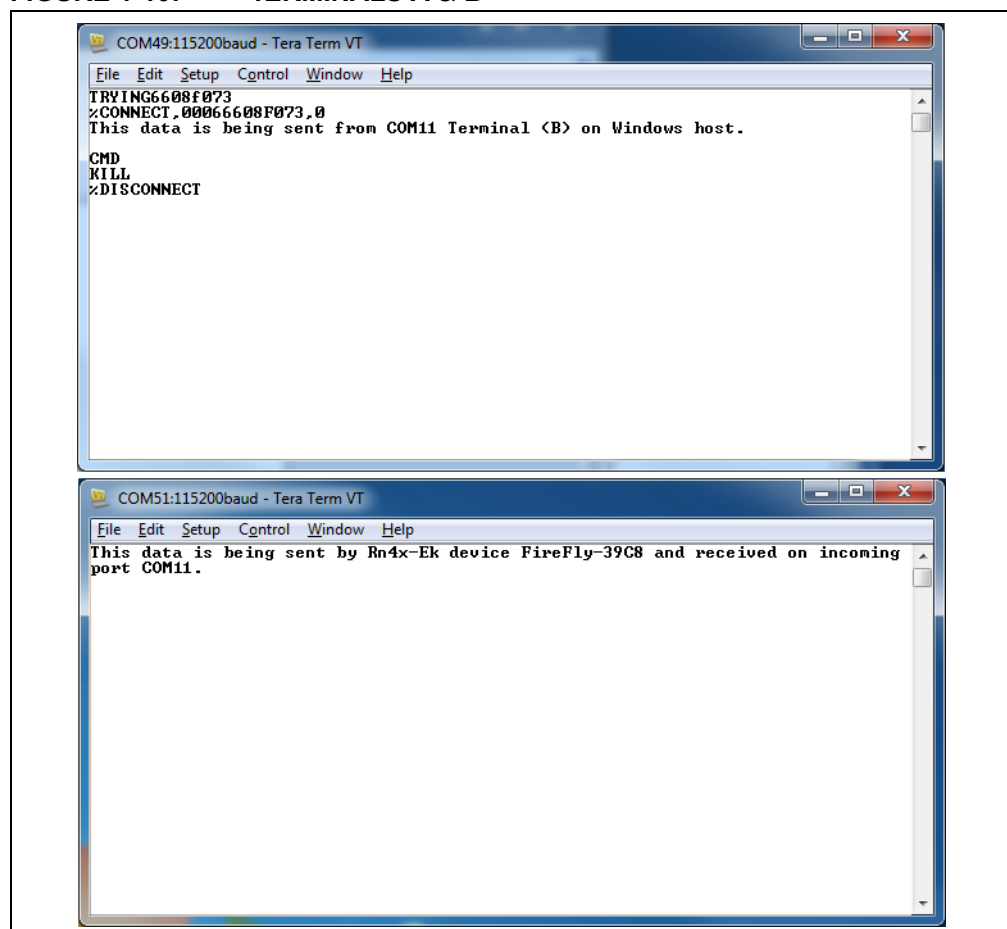 COM49:115200baud - Tera Term VT
File Edit Setup Control Window Help
TRYING6608f073
%CONNECT,00066608F073,0
This data is being sent from COM11 Terminal (B) on Windows host.
CMD
KILL
%DISCONNECT
COM51:115200baud - Tera Term VT
File Edit Setup Control Window Help
This data is being sent by Rn4x-Ek device FireFly-39C8 and received on incoming
port COM11.